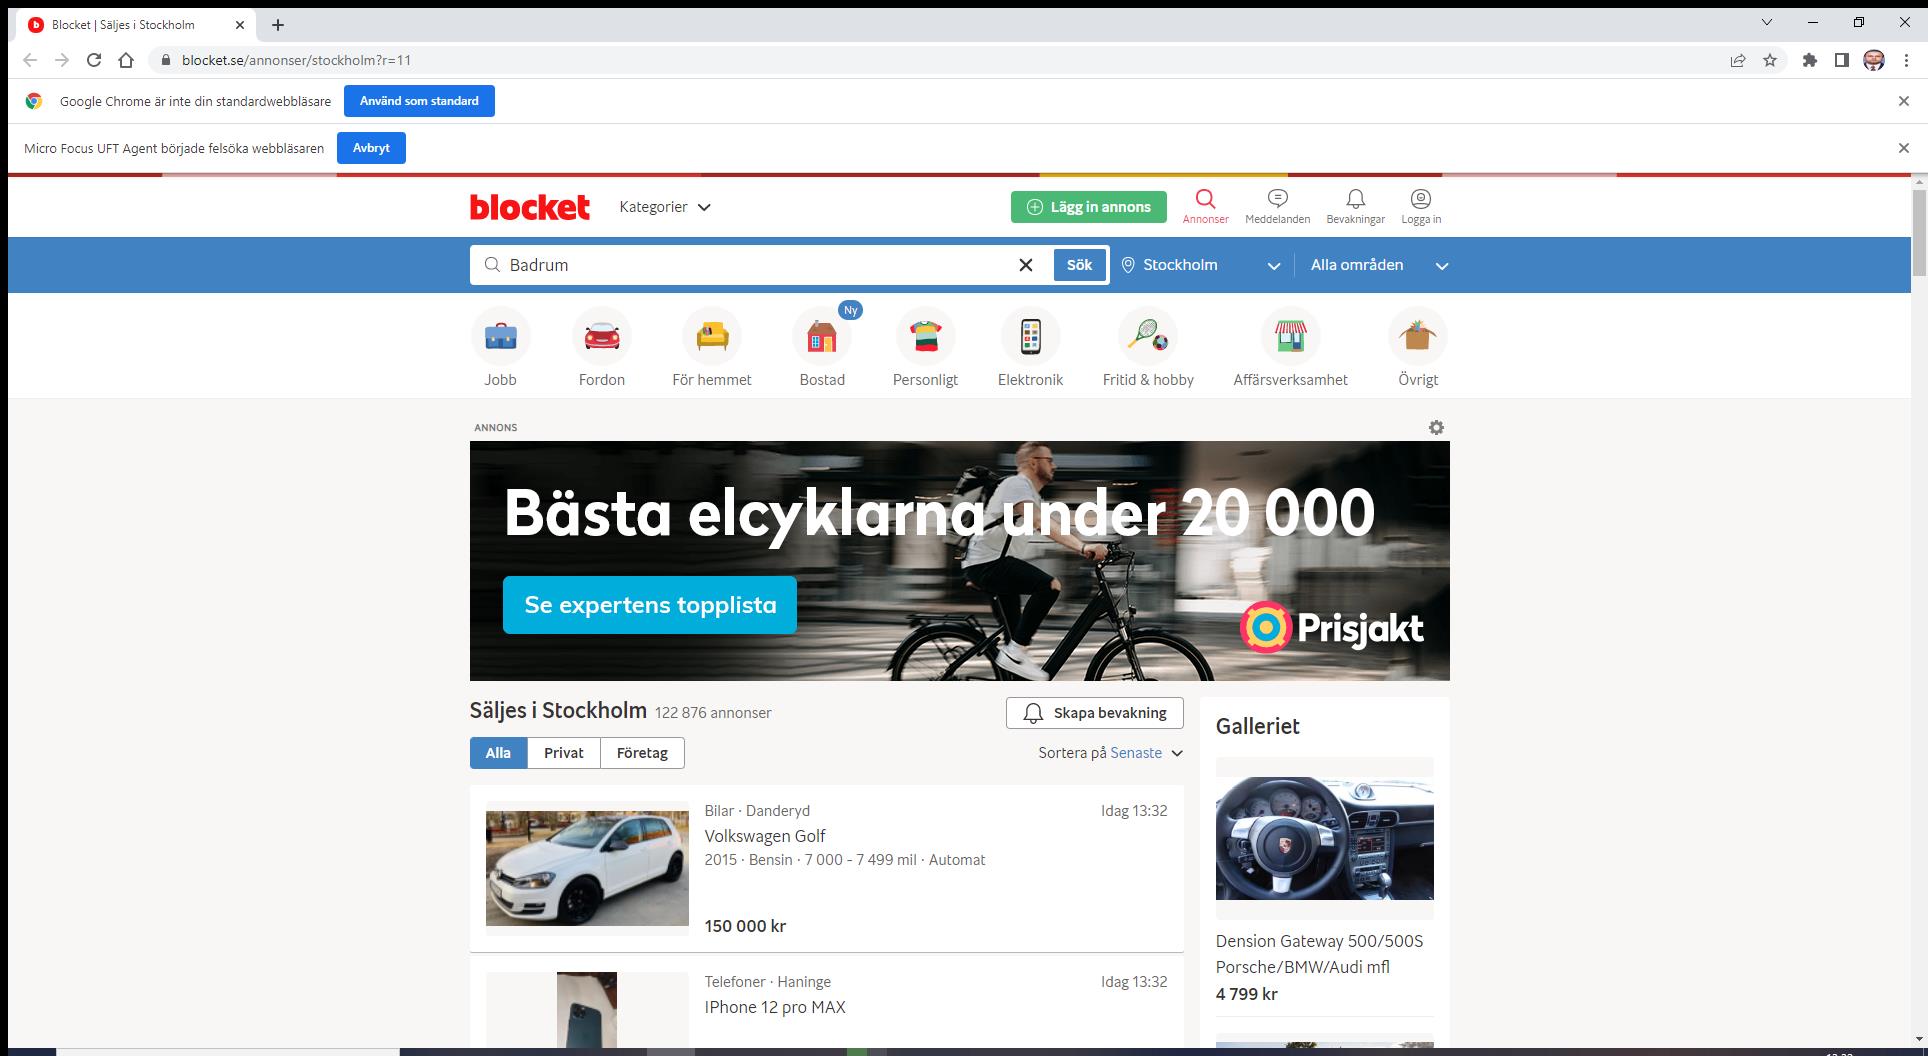 Blocket | Säljes i Stockholm
blocket.se/annonser/stockholm?r=11
Google Chrome är inte din standardwebbläsare
Använd som standard
Micro Focus UFT Agent började felsöka webbläsaren
Avbryt
blocket
Kategorier
Lägg in annons
Annonser
Meddelanden
Bevakningar
Logga in
Badrum
Sök
Stockholm
Alla områden
Ny
Jobb
Fordon
För hemmet
Bostad
Personligt
Elektronik
Fritid & hobby
Affärsverksamhet
Övrigt
ANNONS
Bästa elcyklarna under 20 000
Se expertens topplista
Prisjakt
Säljes i Stockholm 122 876 annonser
Skapa bevakning
Alla
Privat
Företag
Sortera på Senaste
Bilar · Danderyd
Idag 13:32
Volkswagen Golf
2015 · Bensin · 7 000 - 7 499 mil · Automat
150 000 kr
Telefoner · Haninge
Idag 13:32
IPhone 12 pro MAX
Galleriet
Dension Gateway 500/500S
Porsche/BMW/Audi mfl
4 799 kr